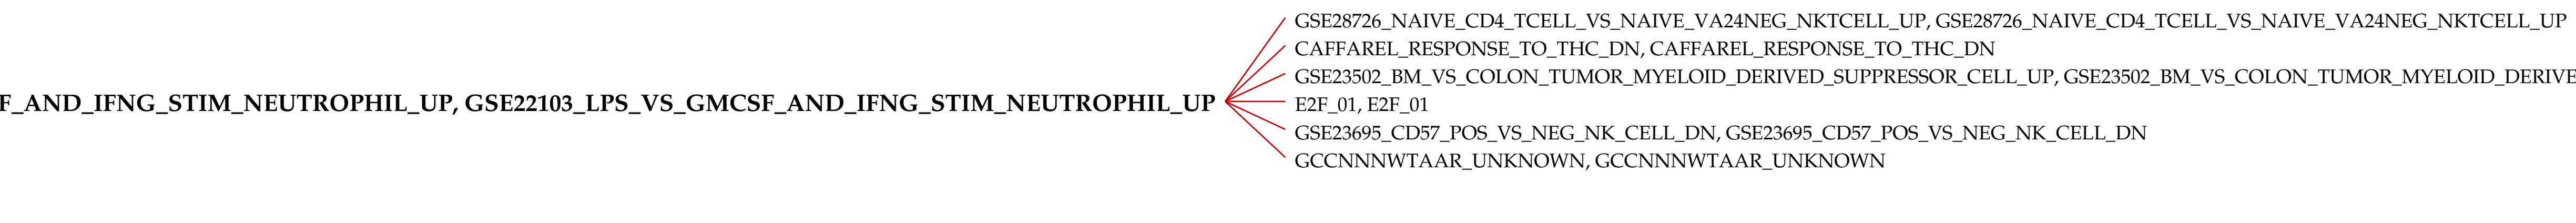 GSE28726_NAIVE_CD4_TCELL_VS_NAIVE_VA24NEG_NKTCELL_UP, GSE28726_NAIVE_CD4_TCELL_VS_NAIVE_VA24NEG_NKTCELL_UP
CAFFAREL_RESPONSE_TO_THC_DN, CAFFAREL_RESPONSE_TO_THC_DN
GSE23502_BM_VS_COLON_TUMOR_MYELOID_DERIVED_SUPPRESSOR_CELL_UP, GSE23502_BM_VS_COLON_TUMOR_MYELOID_DERIVE
F_AND_IFNG_STIM_NEUTROPHIL_UP, GSE22103_LPS_VS_GMCSF_AND_IFNG_STIM_NEUTROPHIL_UP
E2F_01, E2F_01
GSE23695_CD57_POS_VS_NEG_NK_CELL_DN, GSE23695_CD57_POS_VS_NEG_NK_CELL_DN
GCCNNNWTAAR_UNKNOWN, GCCNNNWTAAR_UNKNOWN